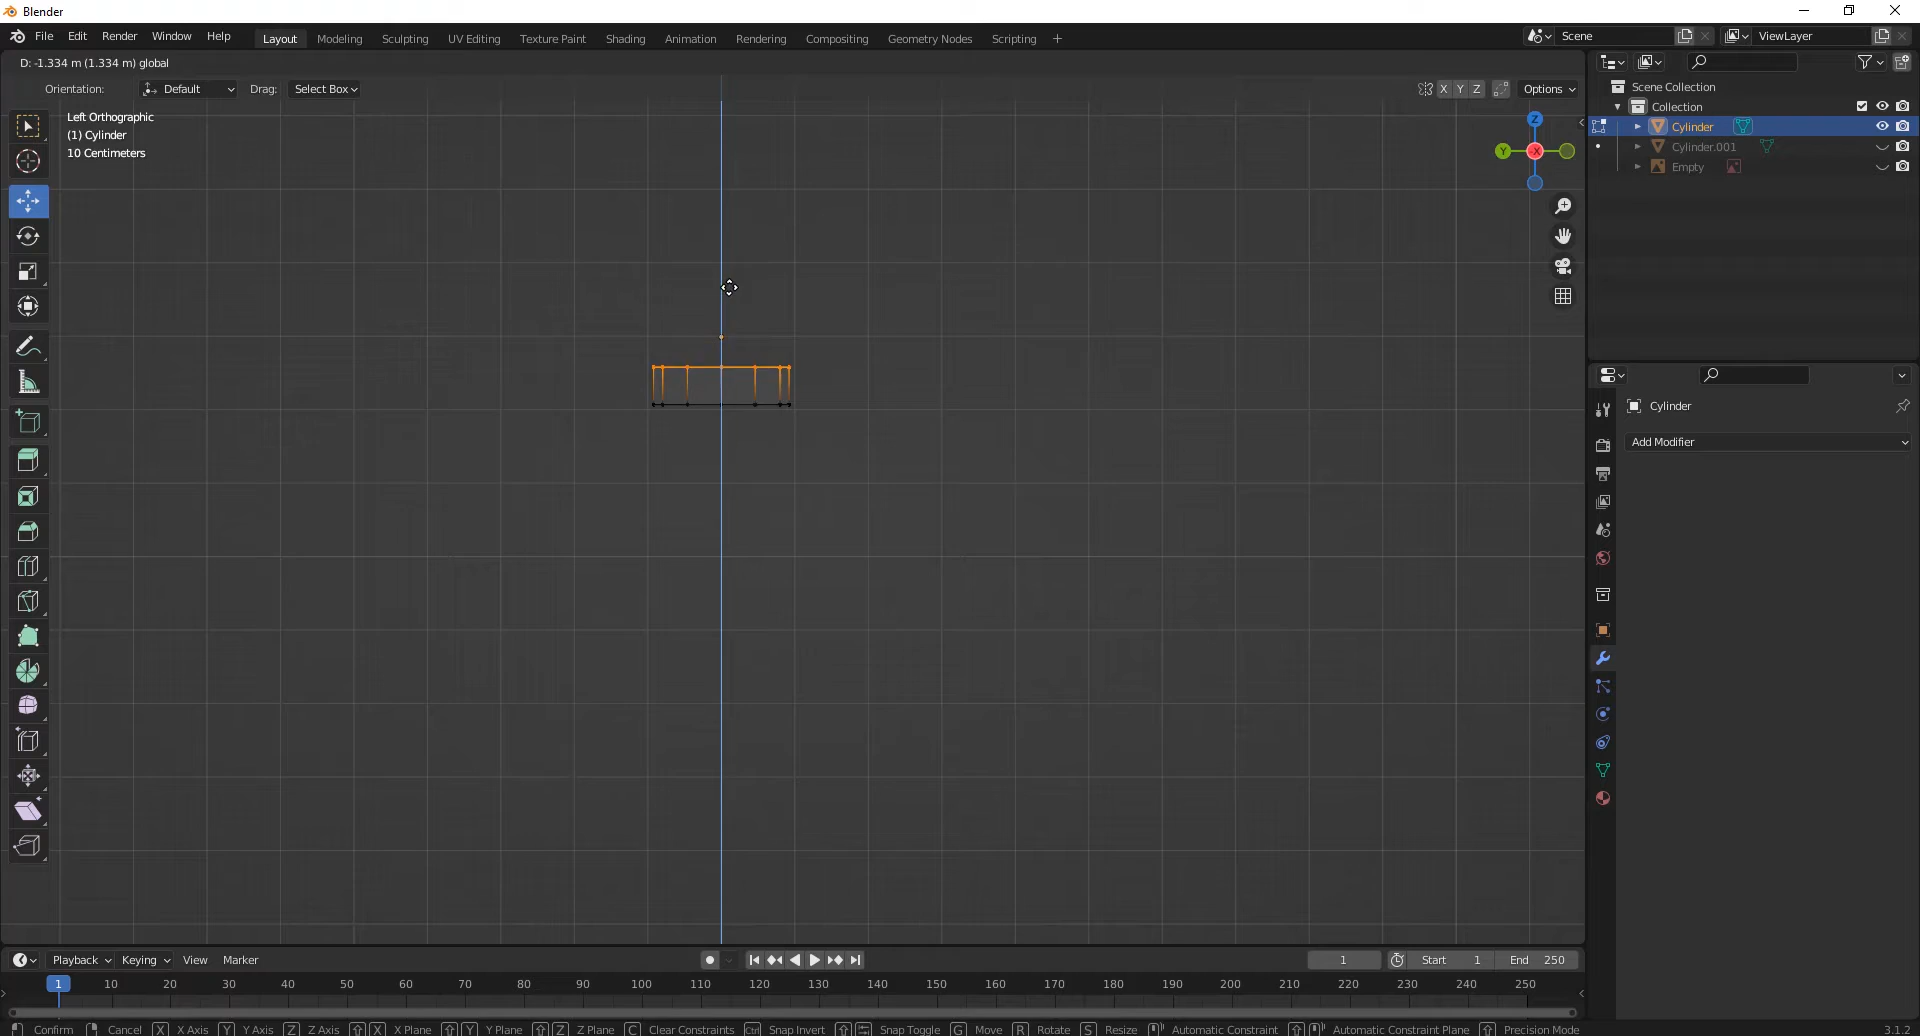 Blender
File Edit Render Window Help Layout Modeling Sculpting UV Editing Texture Paint Shading Animation Rendering Compositing Geometry Nodes Scripting + Scene ViewLayer
D: -1.334 m (1.334 m) global
Orientation: Default Drag: Select Box X Y Z Options
Left Orthographic
(1) Cylinder
10 Centimeters
Z
Y X
Scene Collection
Collection
Cylinder
Cylinder.001
Empty
Cylinder
Add Modifier
Playback Keying View Marker 1 Start 1 End 250
1 10 20 30 40 50 60 70 80 90 100 110 120 130 140 150 160 170 180 190 200 210 220 230 240 250
Confirm Cancel X X Axis Y Y Axis Z Z Axis X X Plane Y Y Plane Z Z Plane C Clear Constraints Ctrl Snap Invert Snap Toggle G Move R Rotate S Resize Automatic Constraint Automatic Constraint Plane Precision Mode 3.1.2